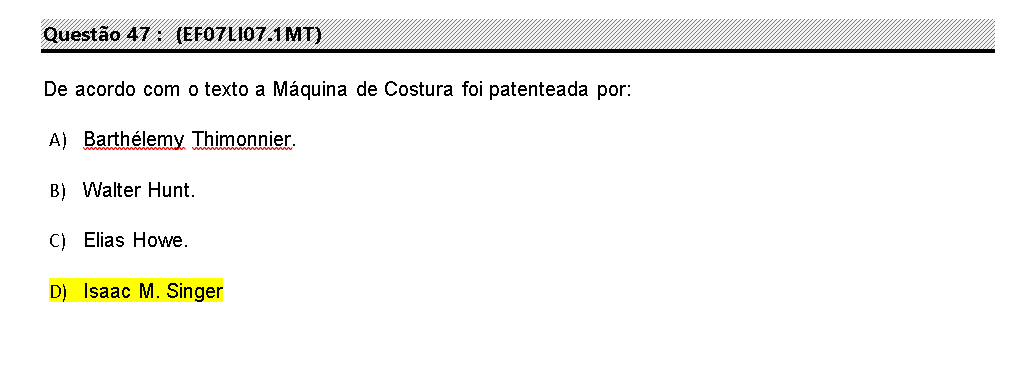 Questão 47 : (EF07LI07.1MT)
De acordo com o texto a Máquina de Costura foi patenteada por:
A) Barthélemy Thimonnier.
B) Walter Hunt.
C) Elias Howe.
D) Isaac M. Singer